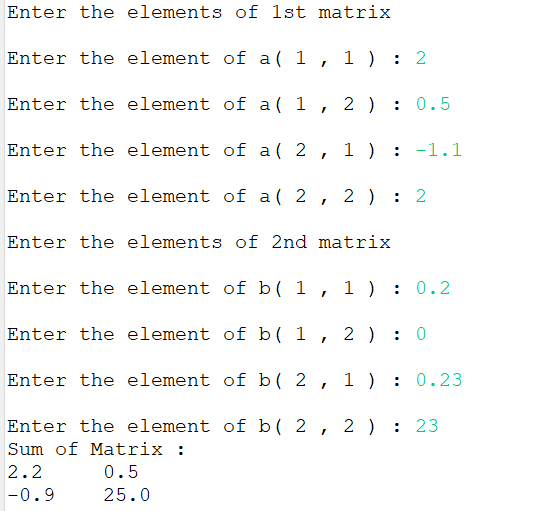 Enter the elements of 1st matrix
Enter the element of a( 1 , 1 ) : 2
Enter the element of a( 1 , 2 ) : 0.5
Enter the element of a( 2 , 1 ) : -1.1
Enter the element of a( 2 , 2 ) : 2
Enter the elements of 2nd matrix
Enter the element of b( 1 , 1 ) : 0.2
Enter the element of b( 1 , 2 ) : 0
Enter the element of b( 2 , 1 ) : 0.23
Enter the element of b( 2 , 2 ) : 23
Sum of Matrix :
2.2     0.5
-0.9    25.0